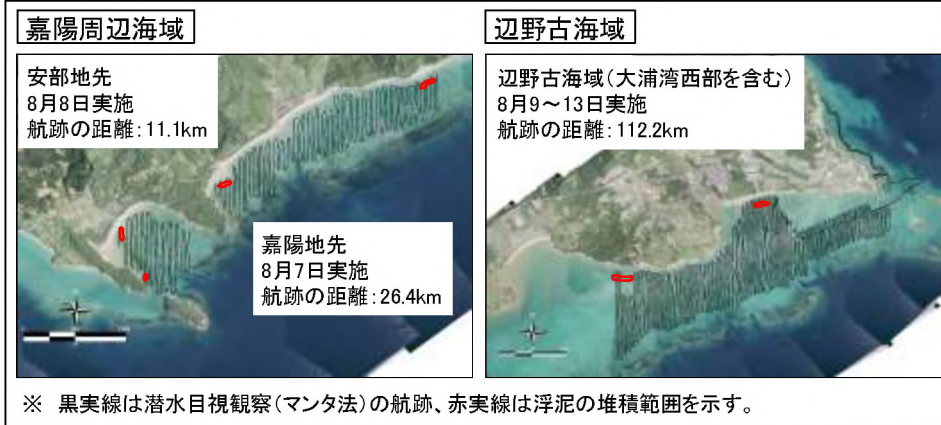 嘉陽周辺海域
安部地先
8月8日実施
航跡の距離:11.1km
嘉陽地先
8月7日実施
航跡の距離:26.4km
辺野古海域
辺野古海域(大浦湾西部を含む)
8月9~13日実施
航跡の距離:112.2km
※ 黒実線は潜水目視観察(マンタ法)の航跡、赤実線は浮泥の堆積範囲を示す。